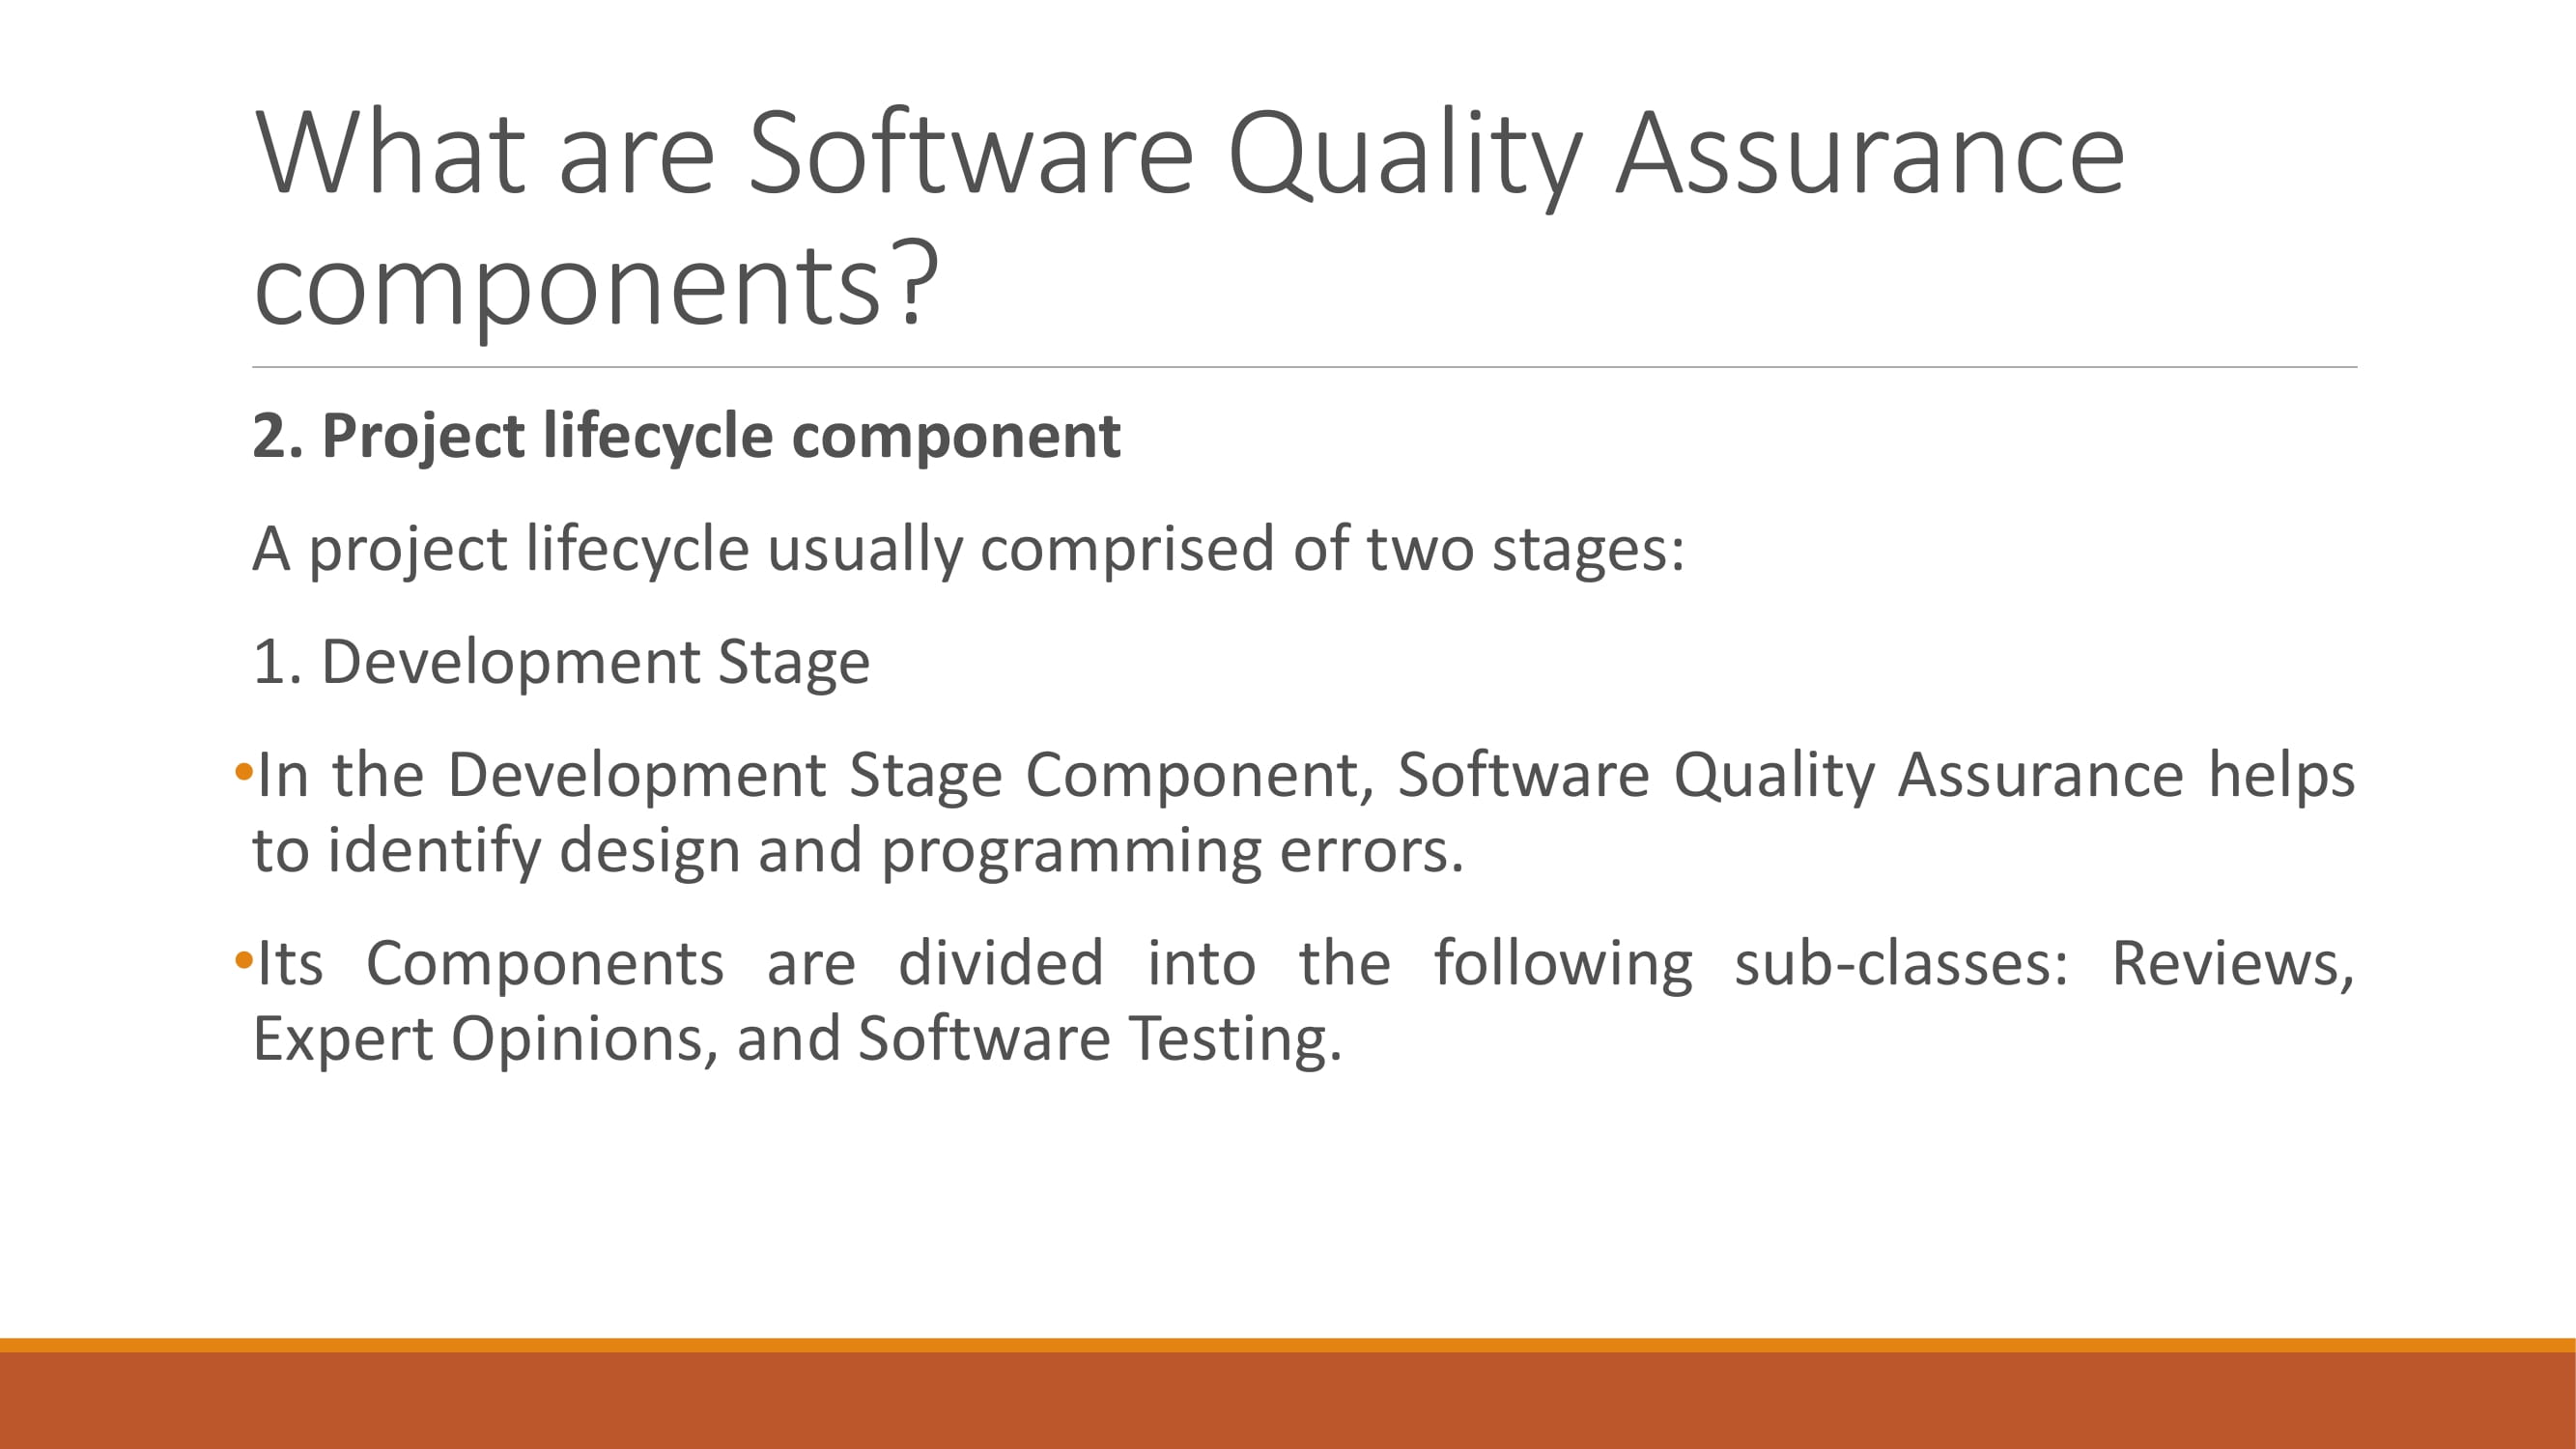 What are Software Quality Assurance
components?
2. Project lifecycle component
A project lifecycle usually comprised of two stages:
1. Development Stage
•In the Development Stage Component, Software Quality Assurance helps
to identify design and programming errors.
•Its Components are divided into the following sub-classes: Reviews,
Expert Opinions, and Software Testing.